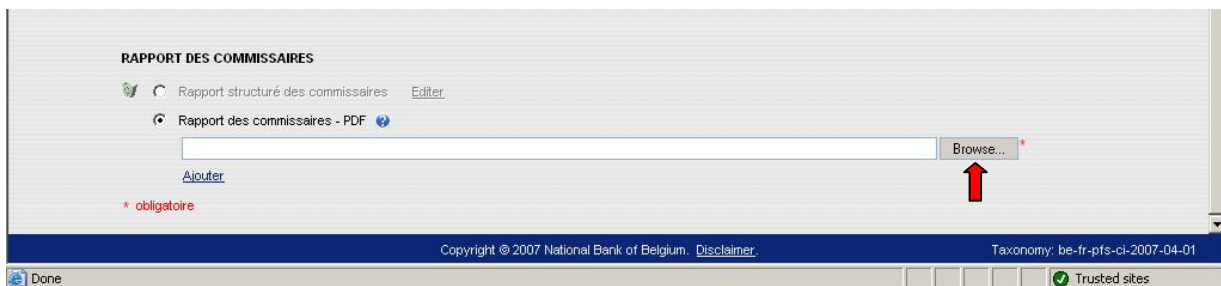 RAPPORT DES COMMISSAIRES
Rapport structuré des commissaires Editer
Rapport des commissaires - PDF
Browse... *
Ajouter
* obligatoire
Copyright © 2007 National Bank of Belgium. Disclaimer. Taxonomy: be-fr-pfs-ci-2007-04-01
Done Trusted sites